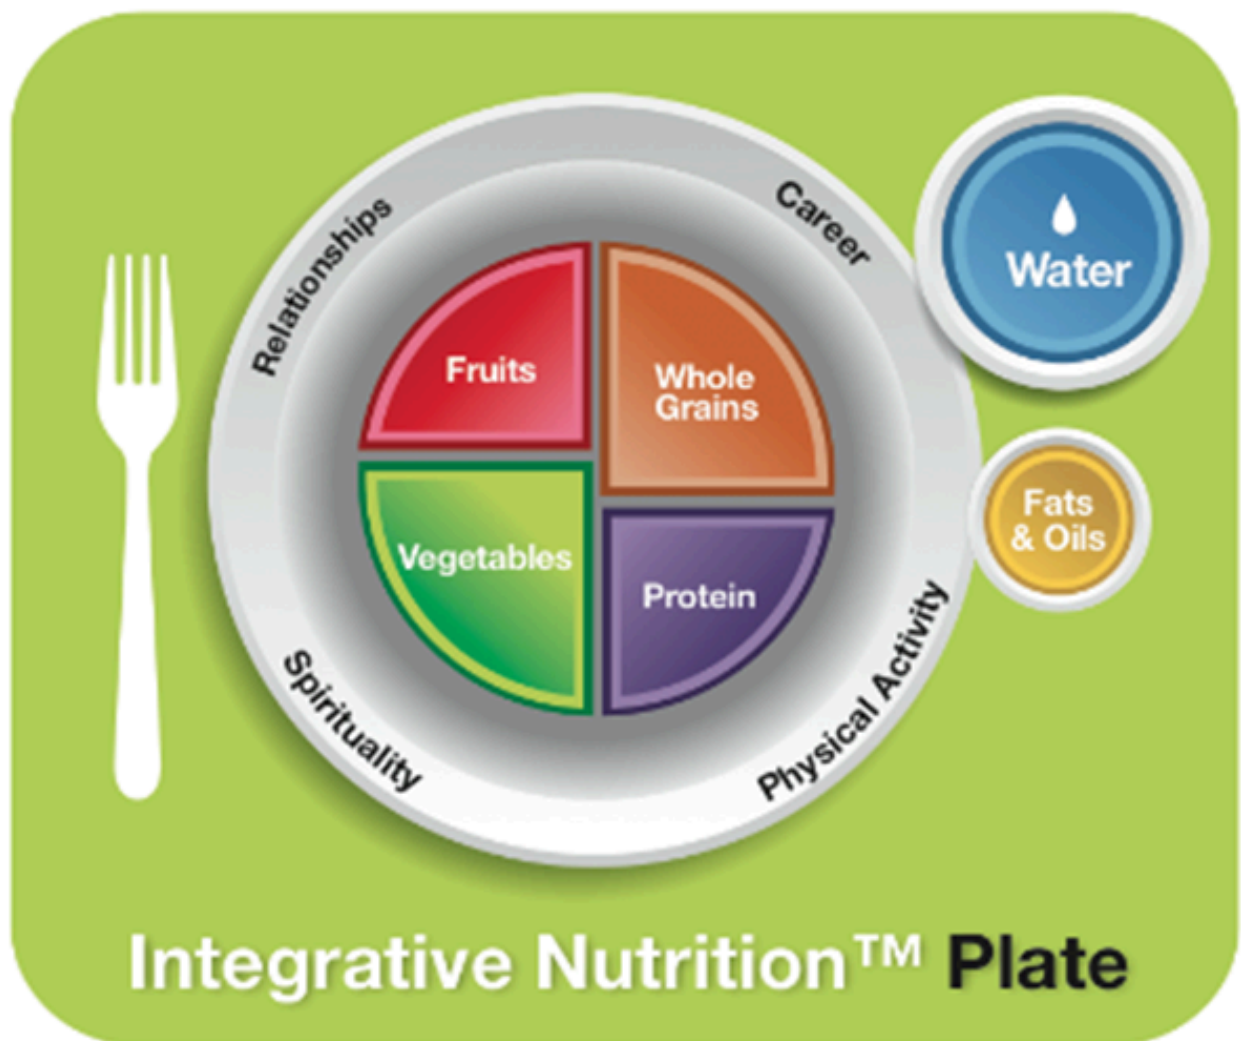 Relationships
Career
Water
Fruits
Whole
Grains
Fats
& Oils
Vegetables
Protein
Spirituality
Physical Activity
Integrative Nutrition™ Plate